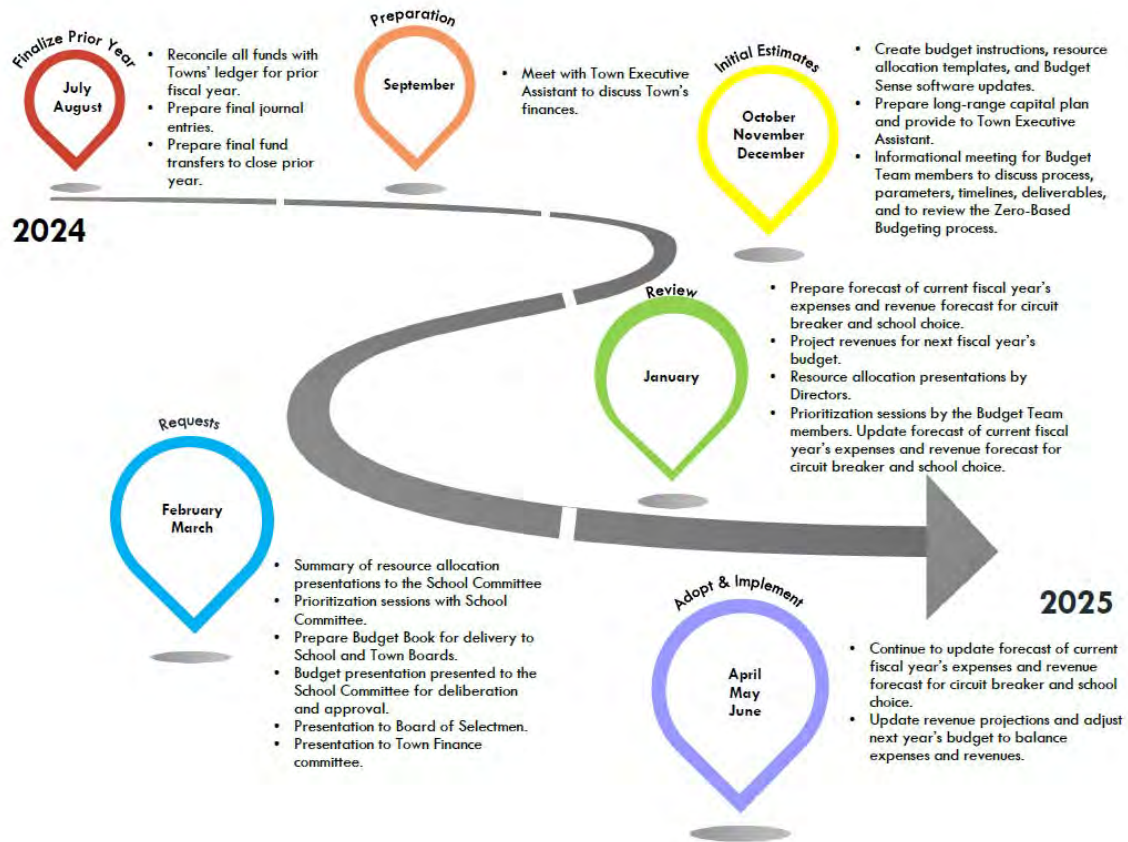 Finalize Prior Year
July
August
• Reconcile all funds with
Towns' ledger for prior
fiscal year.
• Prepare final journal
entries.
• Prepare final fund
transfers to close prior
year.
Preparation
September
• Meet with Town Executive
Assistant to discuss Town's
finances.
Initial Estimates
October
November
December
• Create budget instructions, resource
allocation templates, and Budget
Sense software updates.
• Prepare long-range capital plan
and provide to Town Executive
Assistant.
• Informational meeting for Budget
Team members to discuss process,
parameters, timelines, deliverables,
and to review the Zero-Based
Budgeting process.
2024
Review
January
• Prepare forecast of current fiscal year's
expenses and revenue forecast for circuit
breaker and school choice.
• Project revenues for next fiscal year's
budget.
• Resource allocation presentations by
Directors.
• Prioritization sessions by the Budget Team
members. Update forecast of current fiscal
year's expenses and revenue forecast for
circuit breaker and school choice.
Requests
February
March
• Summary of resource allocation
presentations to the School Committee
• Prioritization sessions with School
Committee.
• Prepare Budget Book for delivery to
School and Town Boards.
• Budget presentation presented to the
School Committee for deliberation
and approval.
• Presentation to Board of Selectmen.
• Presentation to Town Finance
committee.
2025
Adopt & Implement
April
May
June
• Continue to update forecast of current
fiscal year's expenses and revenue
forecast for circuit breaker and school
choice.
• Update revenue projections and adjust
next year's budget to balance
expenses and revenues.